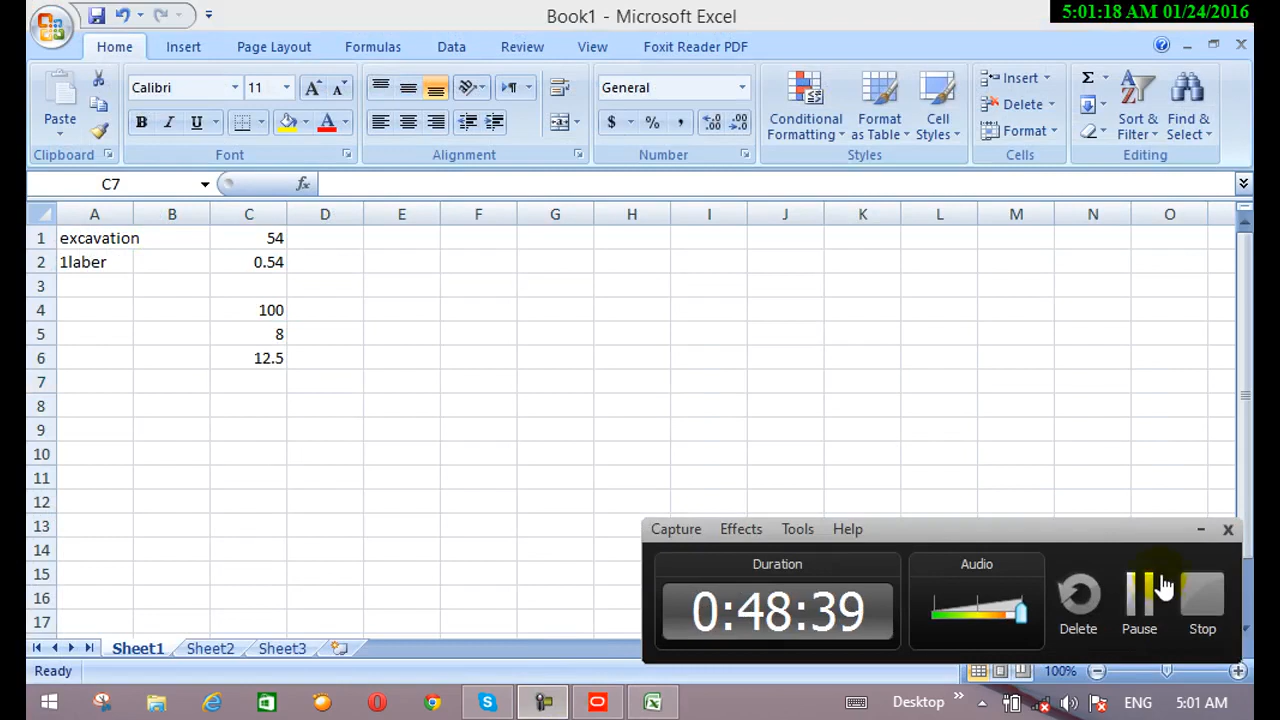 Book1 - Microsoft Excel
5:01:18 AM 01/24/2016
Home Insert Page Layout Formulas Data Review View Foxit Reader PDF
Paste
Clipboard
Calibri 11
B I U A
Font
Alignment
General
$ % ,
Number
Conditional Formatting
Format as Table
Cell Styles
Styles
Insert
Delete
Format
Cells
Σ
Sort & Filter
Find & Select
Editing
C7 fx
A B C D E F G H I J K L M N O
1 excavation 54
2 1laber 0.54
3
4 100
5 8
6 12.5
7
8
9
10
11
12
13
14
15
16
17
Capture Effects Tools Help
Duration
0:48:39
Audio
Delete Pause Stop
Sheet1 Sheet2 Sheet3
Ready 100%
Desktop » ENG 5:01 AM